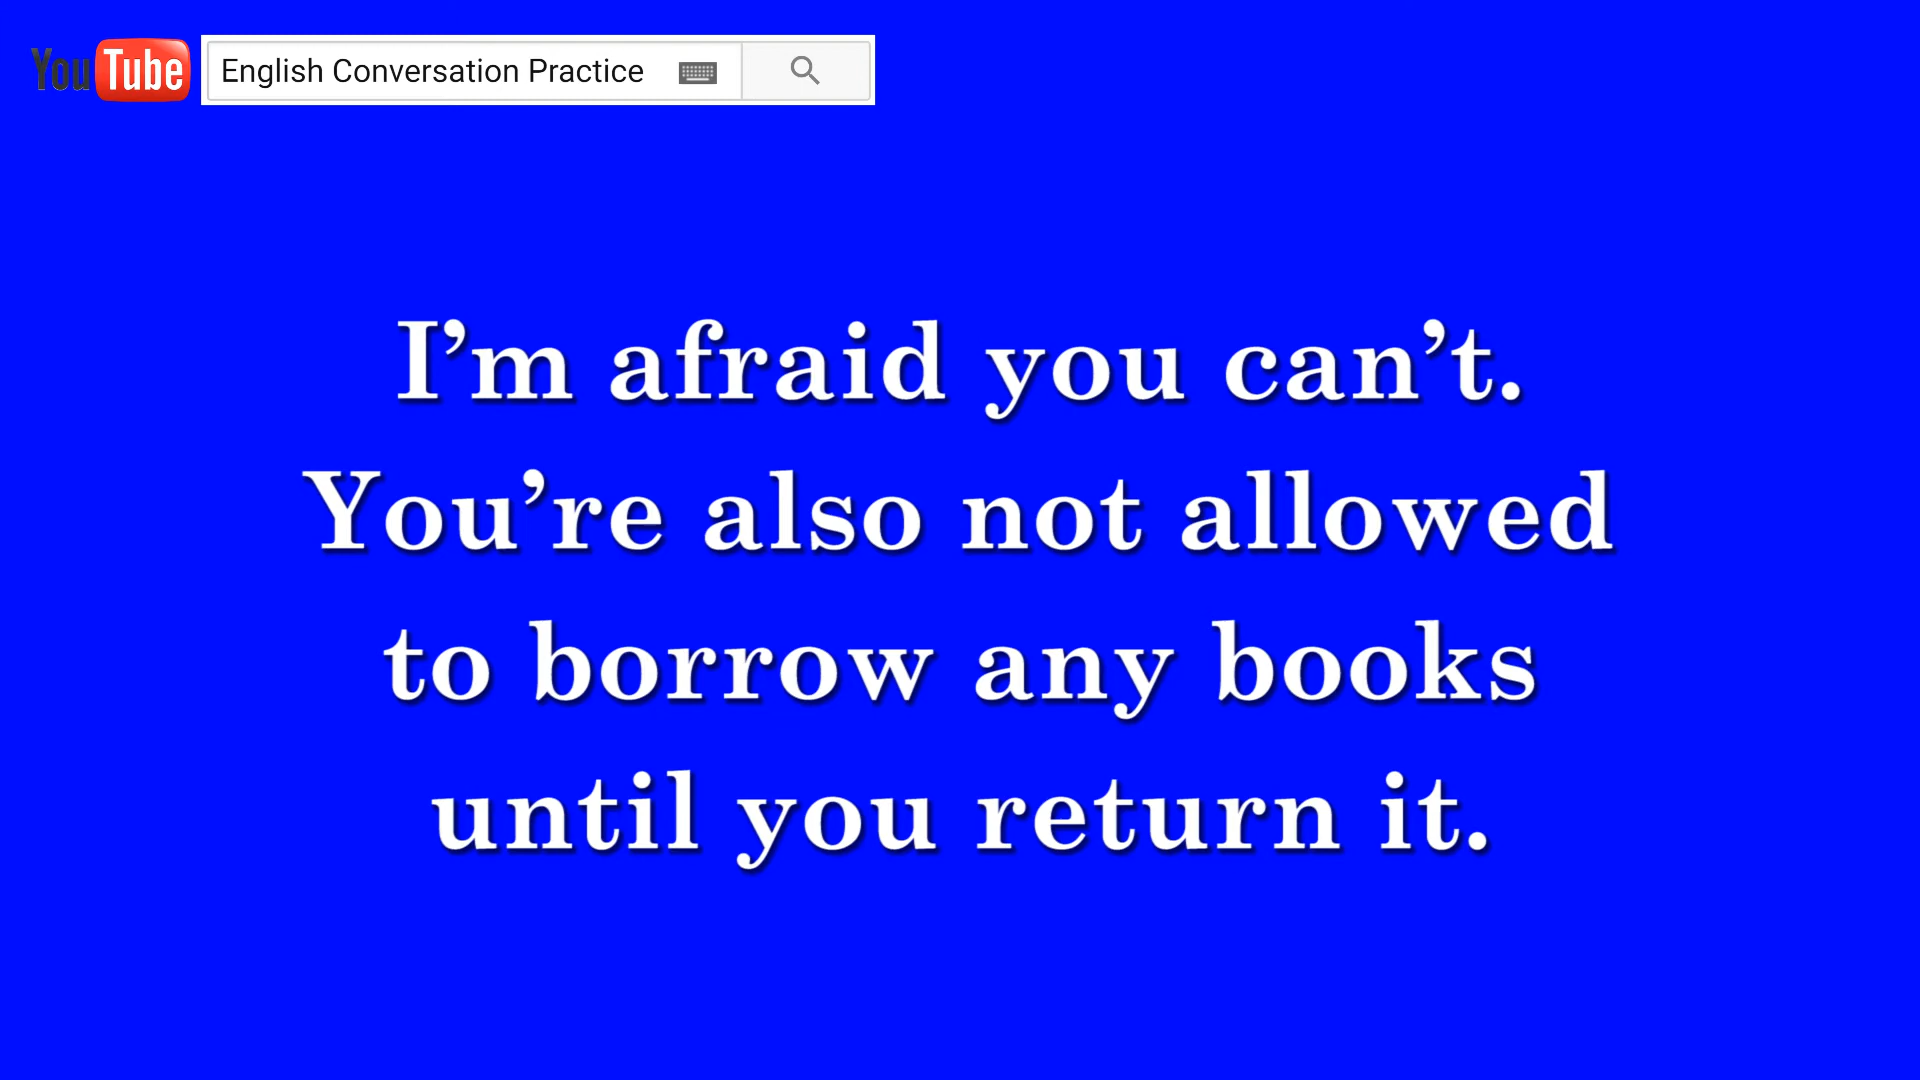 YouTube English Conversation Practice
I’m afraid you can’t.
You’re also not allowed
to borrow any books
until you return it.